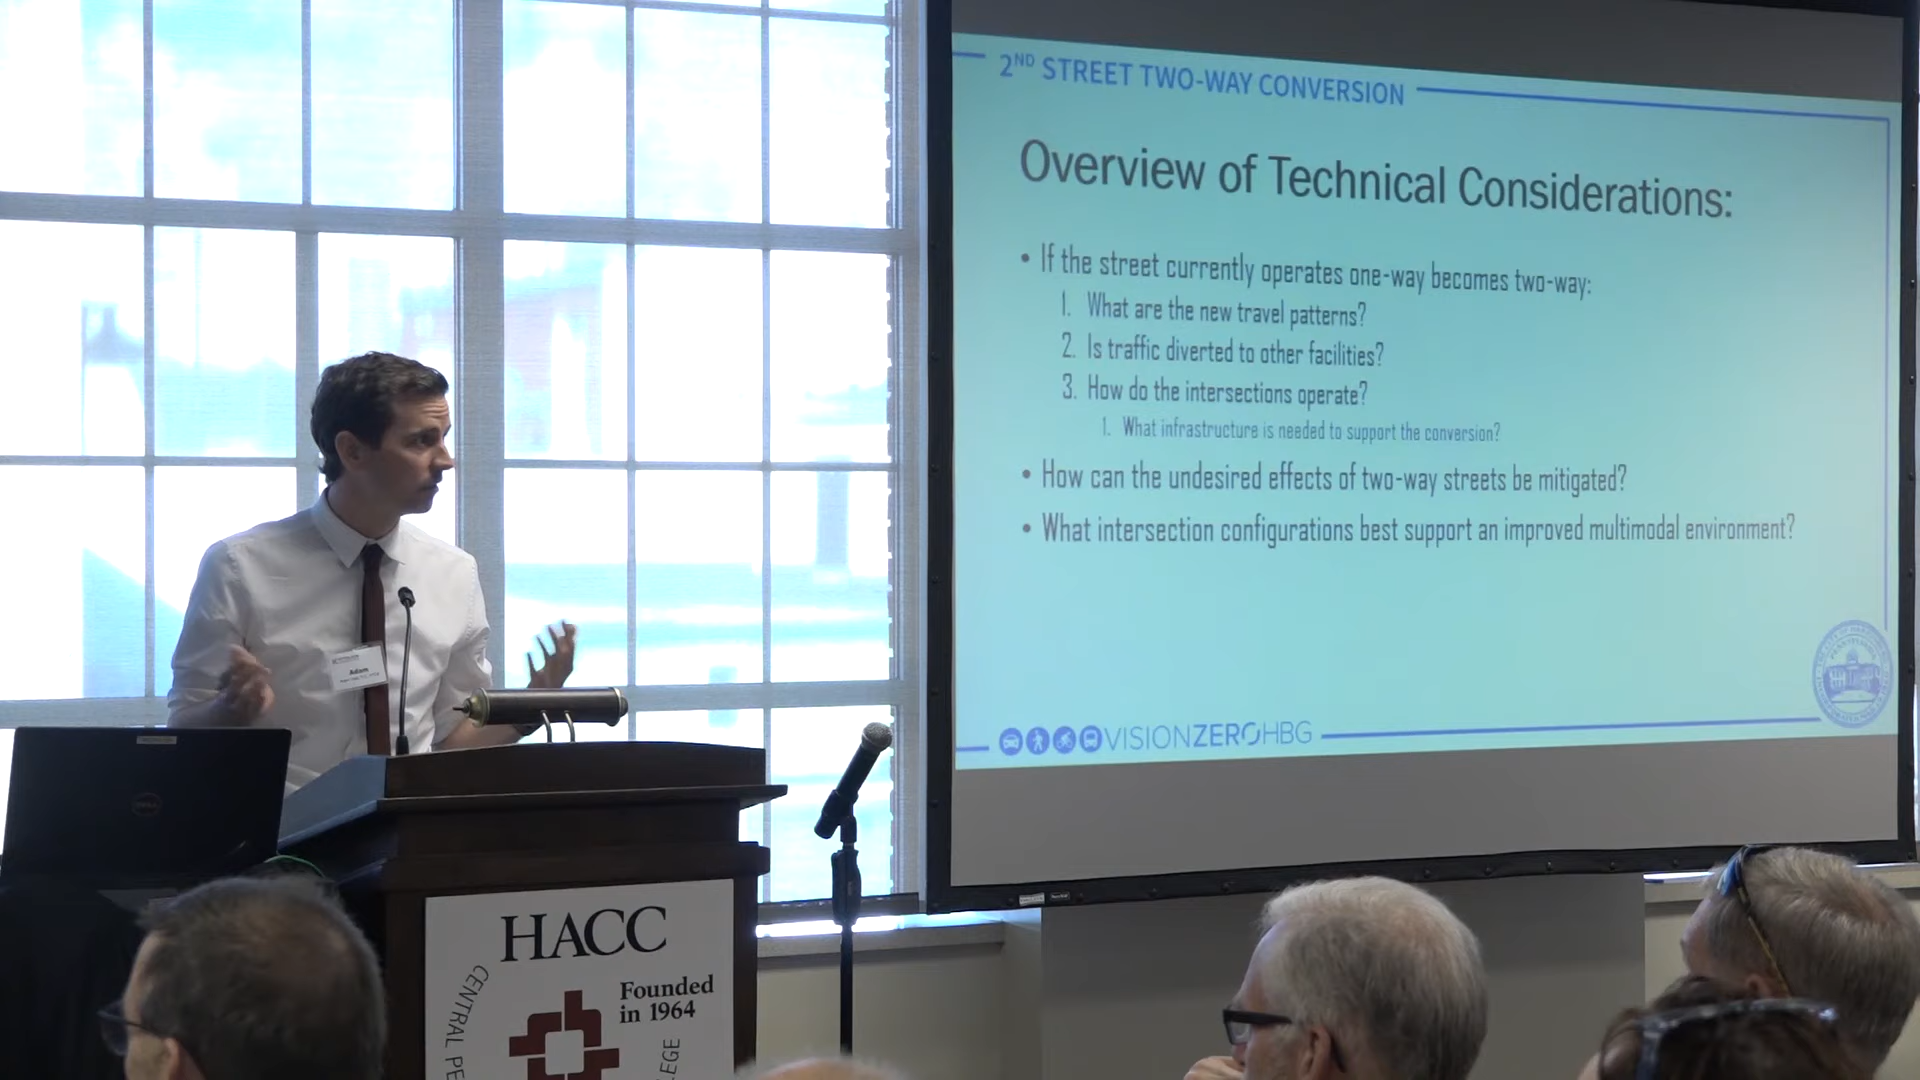 2ND STREET TWO-WAY CONVERSION
Overview of Technical Considerations:
• If the street currently operates one-way becomes two-way:
1. What are the new travel patterns?
2. Is traffic diverted to other facilities?
3. How do the intersections operate?
1. What infrastructure is needed to support the conversion?
• How can the undesired effects of two-way streets be mitigated?
• What intersection configurations best support an improved multimodal environment?
VISIONZEROHBG
Adam
DELL
HACC
Founded
in 1964
CENTRAL PE
EGE